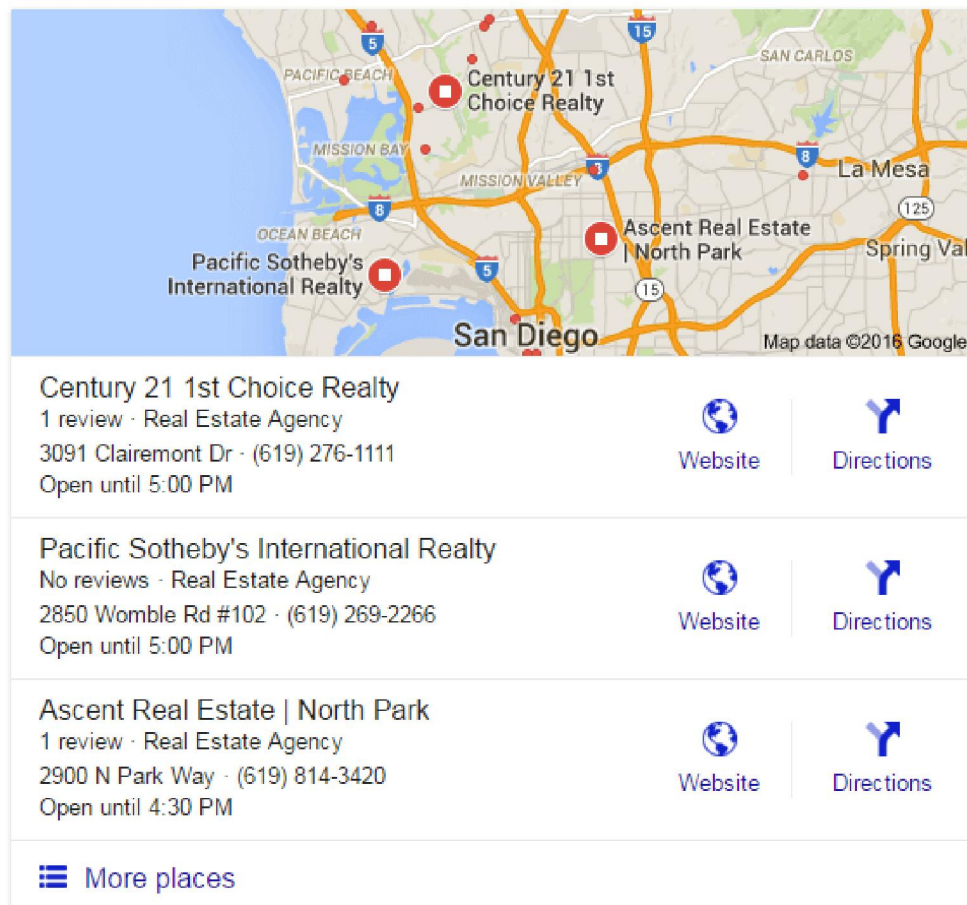 5
15
SAN CARLOS
PACIFIC BEACH
Century 21 1st
Choice Realty
MISSION BAY
8
8
La Mesa
MISSION VALLEY
8
125
OCEAN BEACH
Ascent Real Estate
| North Park
Spring Val
Pacific Sotheby's
International Realty
5
15
San Diego
Map data ©2016 Google
Century 21 1st Choice Realty
1 review · Real Estate Agency
3091 Clairemont Dr · (619) 276-1111
Open until 5:00 PM
Website
Directions
Pacific Sotheby's International Realty
No reviews · Real Estate Agency
2850 Womble Rd #102 · (619) 269-2266
Open until 5:00 PM
Website
Directions
Ascent Real Estate | North Park
1 review · Real Estate Agency
2900 N Park Way · (619) 814-3420
Open until 4:30 PM
Website
Directions
More places